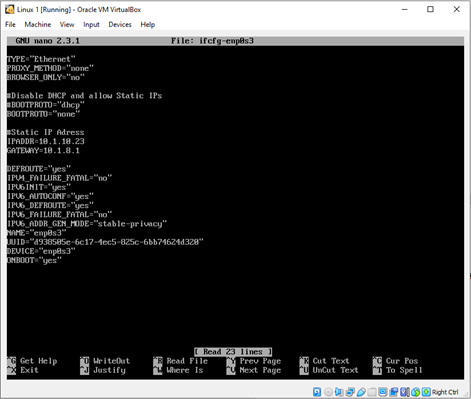 Linux 1 [Running] - Oracle VM VirtualBox
File Machine View Input Devices Help
GNU nano 2.3.1 File: ifcfg-enp0s3
TYPE="Ethernet"
PROXY_METHOD="none"
BROWSER_ONLY="no"
#Disable DHCP and allow Static IPs
#BOOTPROTO="dhcp"
BOOTPROTO="none"
#Static IP Adress
IPADDR=10.1.10.23
GATEWAY=10.1.8.1
DEFROUTE="yes"
IPV4_FAILURE_FATAL="no"
IPV6INIT="yes"
IPV6_AUTOCONF="yes"
IPV6_DEFROUTE="yes"
IPV6_FAILURE_FATAL="no"
IPV6_ADDR_GEN_MODE="stable-privacy"
NAME="enp0s3"
UUID="d938505e-6c17-4ec5-825c-6bb74624d320"
DEVICE="enp0s3"
ONBOOT="yes"
[ Read 23 lines ]
^G Get Help ^O WriteOut ^R Read File ^Y Prev Page ^K Cut Text ^C Cur Pos
^X Exit ^J Justify ^W Where Is ^V Next Page ^U UnCut Text ^T To Spell
Right Ctrl